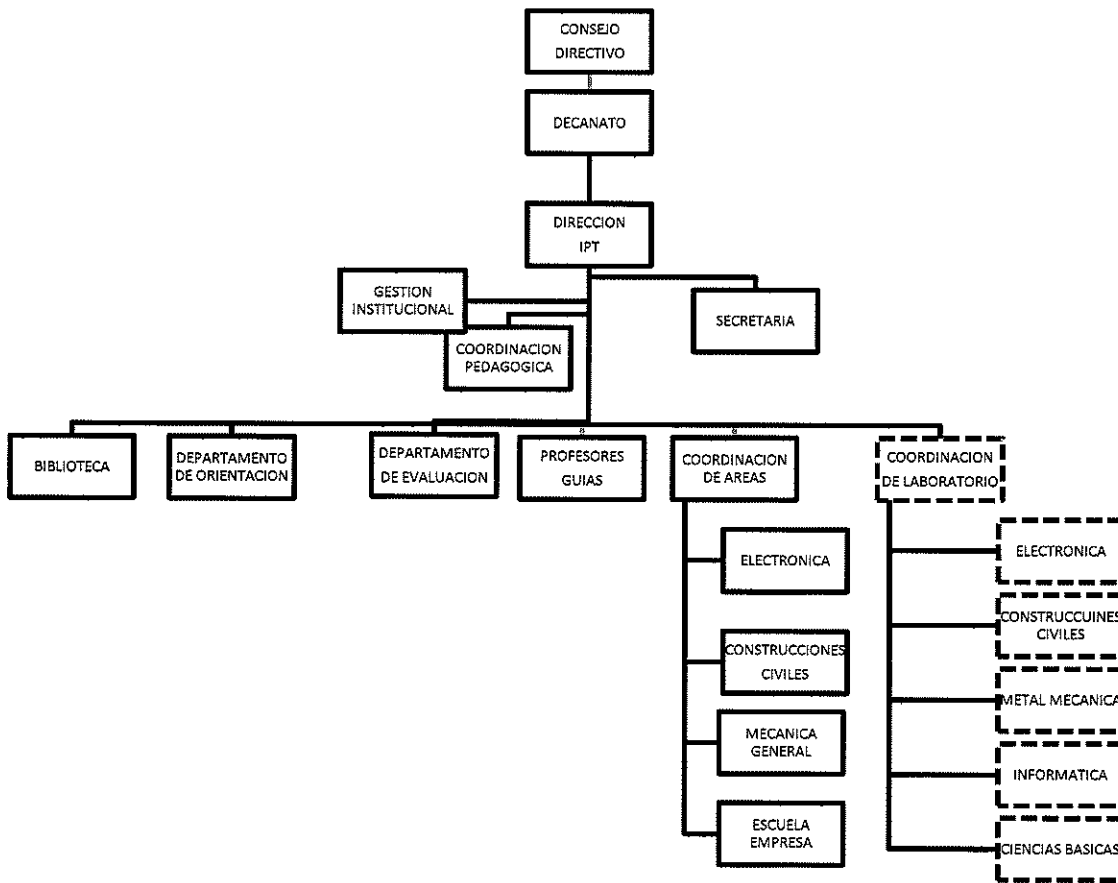 CONSEJO
DIRECTIVO
DECANATO
DIRECCION
IPT
GESTION
INSTITUCIONAL
SECRETARIA
COORDINACION
PEDAGOGICA
BIBLIOTECA
DEPARTAMENTO
DE ORIENTACION
DEPARTAMENTO
DE EVALUACION
PROFESORES
GUIAS
COORDINACION
DE AREAS
COORDINACION
DE LABORATORIO
ELECTRONICA
CONSTRUCCIONES
CIVILES
MECANICA
GENERAL
ESCUELA
EMPRESA
ELECTRONICA
CONSTRUCCUINES
CIVILES
METAL MECANICA
INFORMATICA
CIENCIAS BASICAS